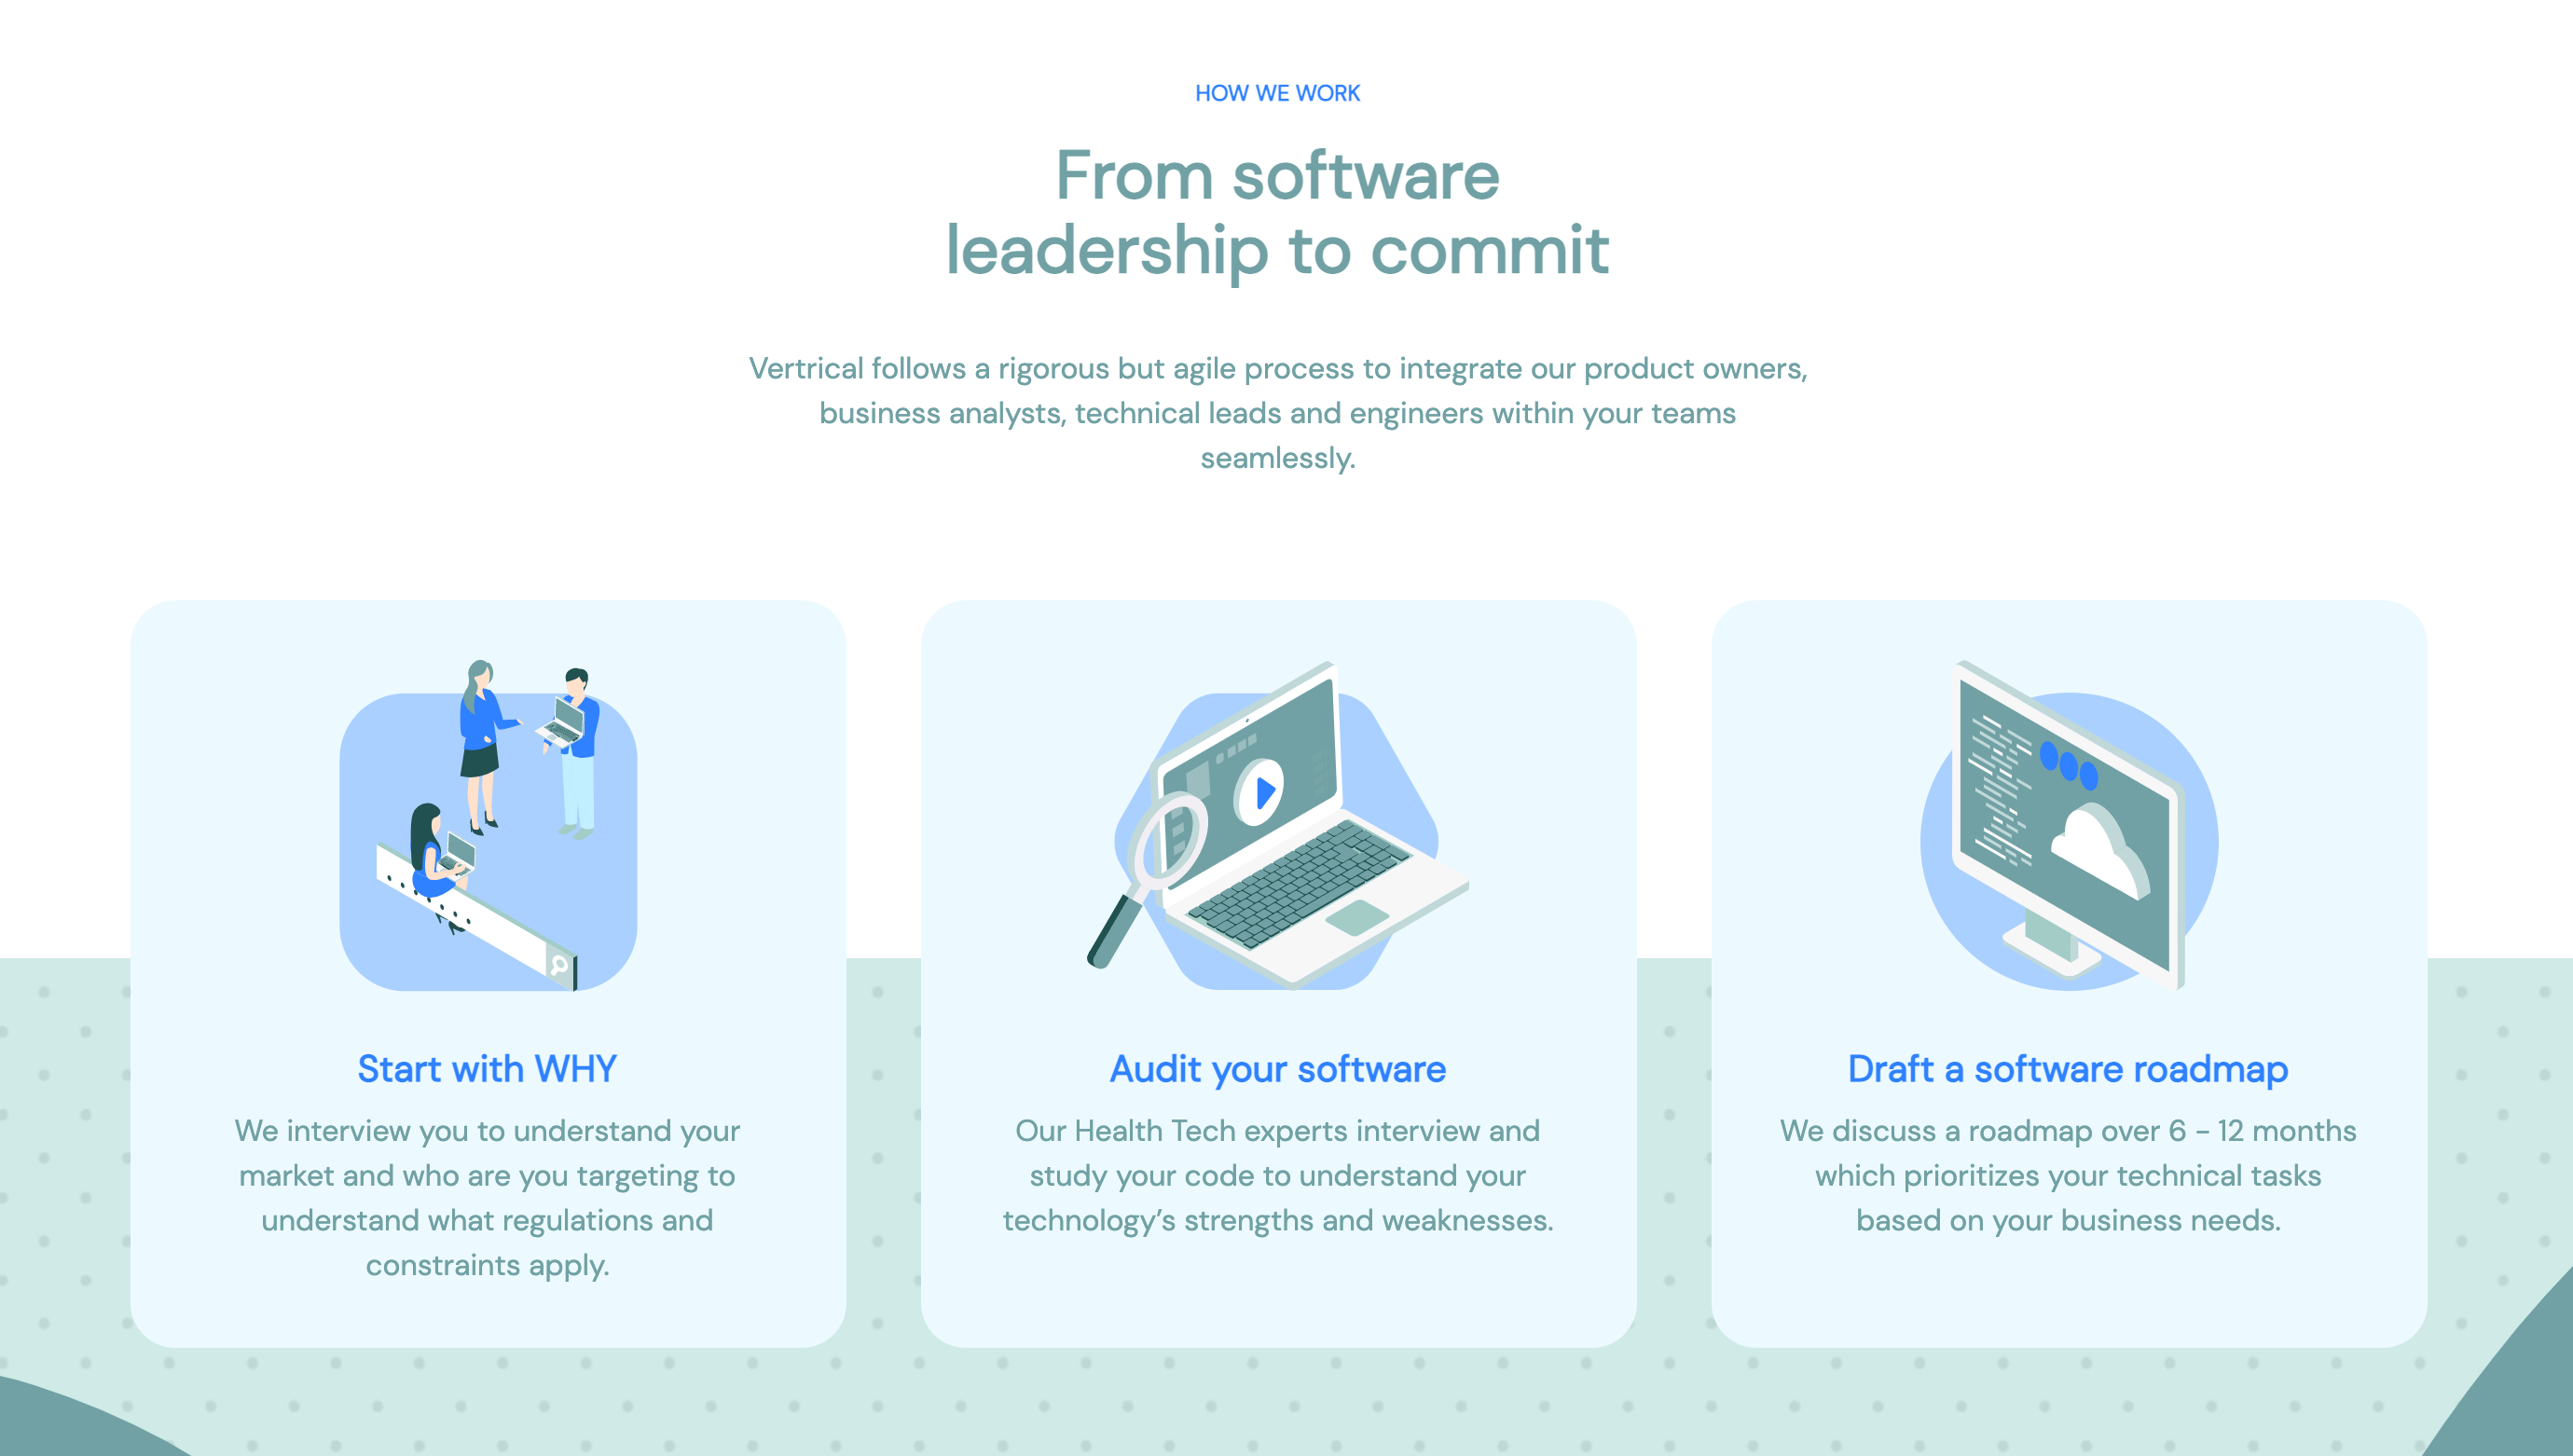 HOW WE WORK
From software
leadership to commit
Vertrical follows a rigorous but agile process to integrate our product owners,
business analysts, technical leads and engineers within your teams
seamlessly.
Start with WHY
We interview you to understand your
market and who are you targeting to
understand what regulations and
constraints apply.
Audit your software
Our Health Tech experts interview and
study your code to understand your
technology’s strengths and weaknesses.
Draft a software roadmap
We discuss a roadmap over 6 - 12 months
which prioritizes your technical tasks
based on your business needs.